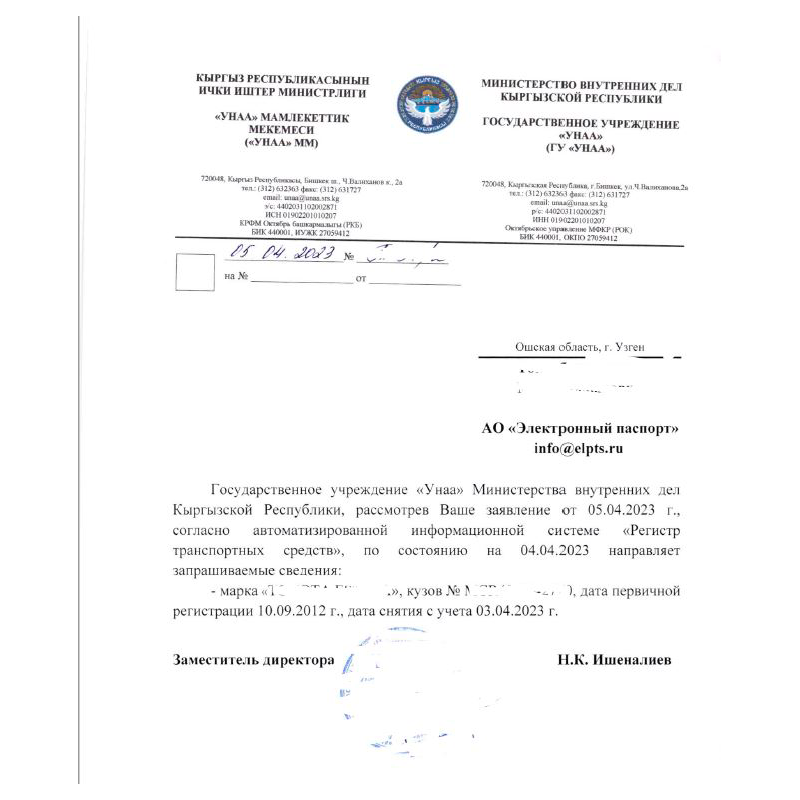 КЫРГЫЗ РЕСПУБЛИКАСЫНЫН
ИЧКИ ИШТЕР МИНИСТРЛИГИ
«УНАА» МАМЛЕКЕТТИК
МЕКЕМЕСИ
(«УНАА» ММ)
720048, Кыргыз Республикасы, Бишкек ш., Ч.Валиханов к., 2а
тел.: (312) 632363 факс: (312) 631727
email: unaa@unaa.srs.kg
э/с: 4402031102002871
ИСН 01902201010207
КРФМ Октябрь башкармалыгы (РКБ)
БИК 440001, ИУЖК 27059412
МИНИСТЕРСТВО ВНУТРЕННИХ ДЕЛ
КЫРГЫЗСКОЙ РЕСПУБЛИКИ
ГОСУДАРСТВЕННОЕ УЧРЕЖДЕНИЕ
«УНАА»
(ГУ «УНАА»)
720048, Кыргызская Республика, г.Бишкек, ул.Ч.Валиханова,2а
тел.: (312) 632363 факс: (312) 631727
email: unaa@unaa.srs.kg
р/с: 4402031102002871
ИНН 01902201010207
Октябрьское управление МФКР (РОК)
БИК 440001, ОКПО 27059412
05 04. 2023 №
на № от
Ошская область, г. Узген
АО «Электронный паспорт»
info@elpts.ru
Государственное учреждение «Унаа» Министерства внутренних дел
Кыргызской Республики, рассмотрев Ваше заявление от 05.04.2023 г.,
согласно автоматизированной информационной системе «Регистр
транспортных средств», по состоянию на 04.04.2023 направляет
запрашиваемые сведения:
- марка кузов № дата первичной
регистрации 10.09.2012 г., дата снятия с учета 03.04.2023 г.
Заместитель директора Н.К. Ишеналиев